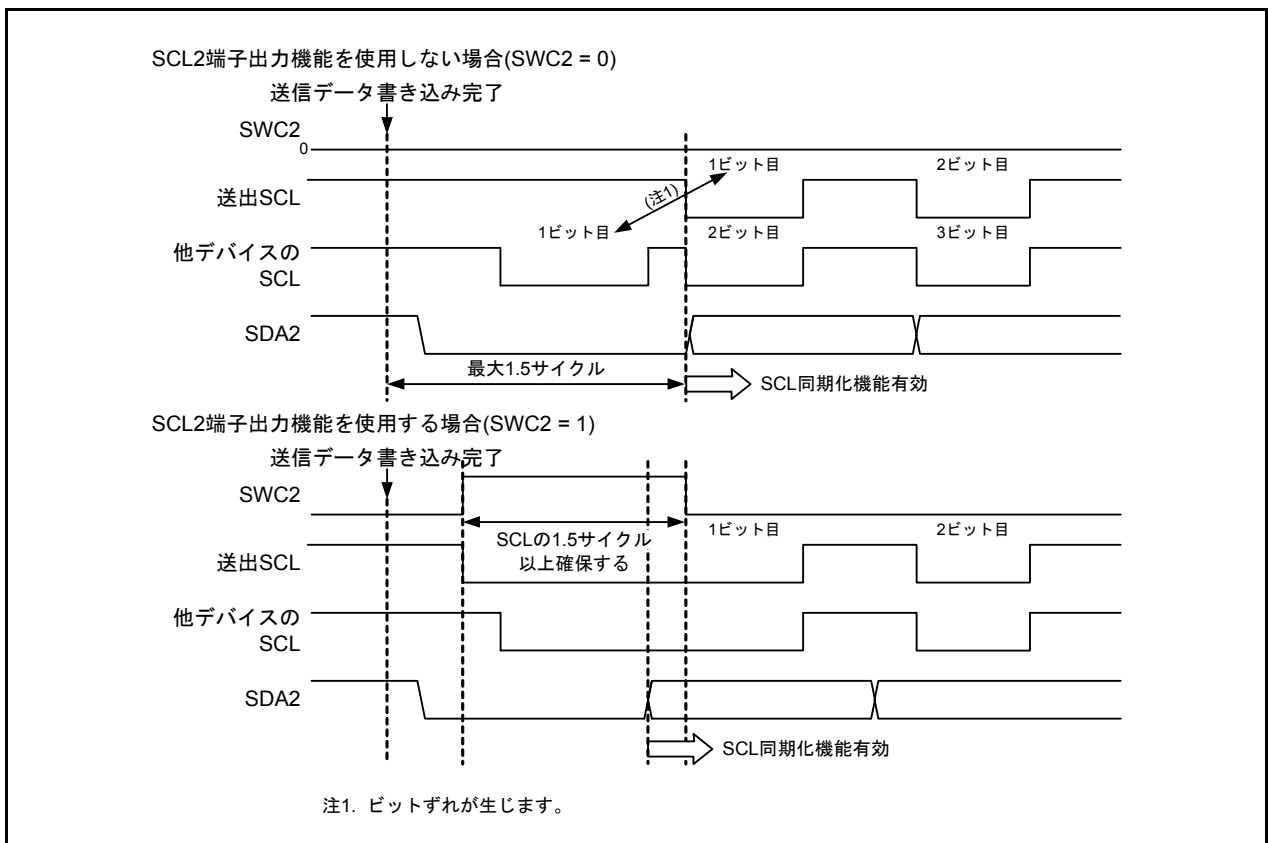 SCL2端子出力機能を使用しない場合(SWC2 = 0)
送信データ書き込み完了
SWC2
0
1ビット目
2ビット目
送出SCL
(注1)
1ビット目
2ビット目
3ビット目
他デバイスの
SCL
SDA2
最大1.5サイクル
SCL同期化機能有効
SCL2端子出力機能を使用する場合(SWC2 = 1)
送信データ書き込み完了
SWC2
SCLの1.5サイクル
以上確保する
1ビット目
2ビット目
送出SCL
他デバイスの
SCL
SDA2
SCL同期化機能有効
注1. ビットずれが生じます。